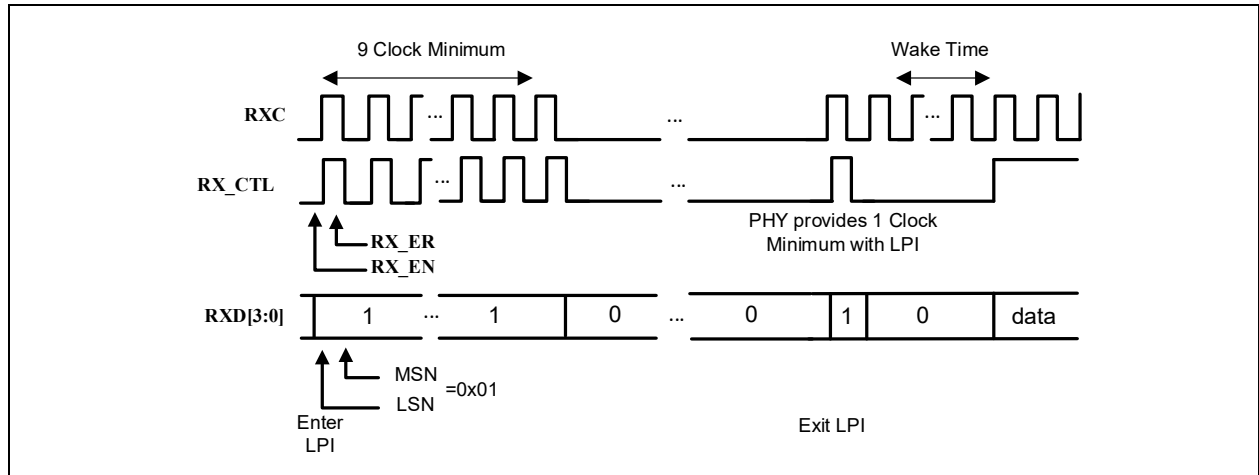 9 Clock Minimum
Wake Time
RXC
...
...
...
RX_CTL
...
...
PHY provides 1 Clock
Minimum with LPI
RX_ER
RX_EN
RXD[3:0]
1 ... 1 0 ... 0 1 0 data
MSN
=0x01
LSN
Enter
LPI
Exit LPI